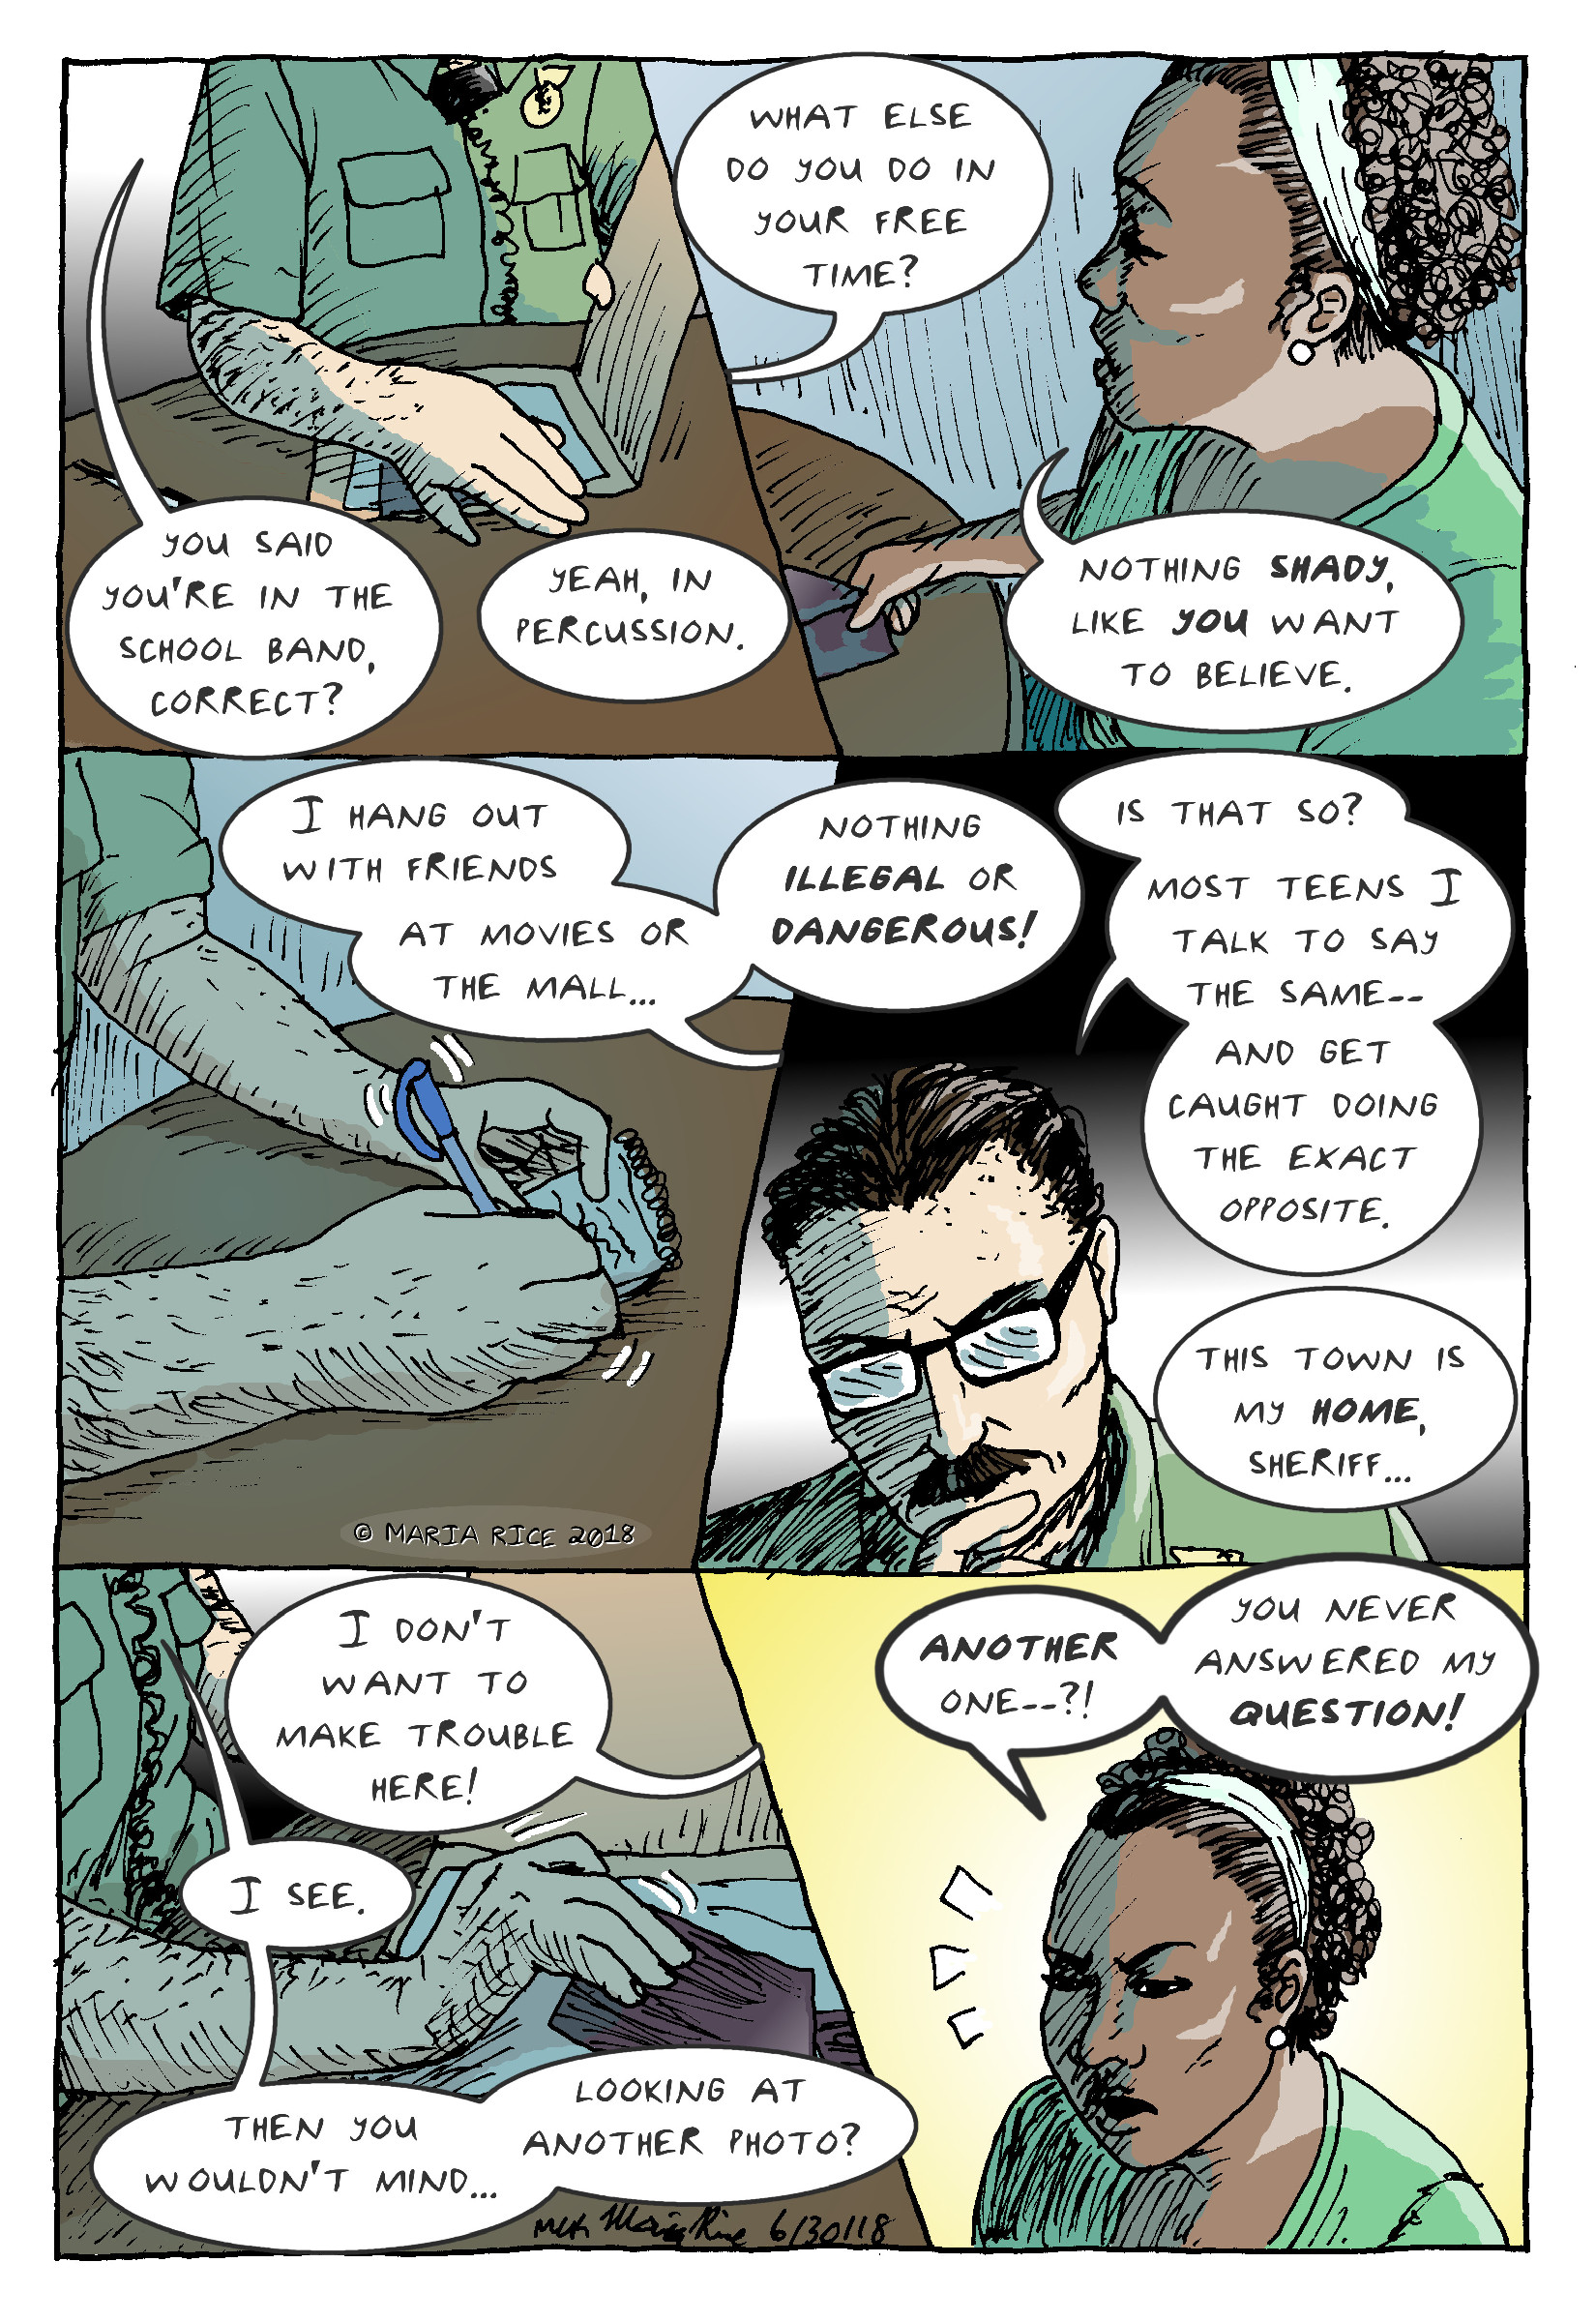 YOU SAID
YOU'RE IN THE
SCHOOL BAND,
CORRECT?
YEAH, IN
PERCUSSION.
WHAT ELSE
DO YOU DO IN
YOUR FREE
TIME?
NOTHING SHADY,
LIKE YOU WANT
TO BELIEVE.
I HANG OUT
WITH FRIENDS
AT MOVIES OR
THE MALL...
NOTHING
ILLEGAL OR
DANGEROUS!
IS THAT SO?
MOST TEENS I
TALK TO SAY
THE SAME--
AND GET
CAUGHT DOING
THE EXACT
OPPOSITE.
THIS TOWN IS
MY HOME,
SHERIFF...
© MARIA RICE 2018
I DON'T
WANT TO
MAKE TROUBLE
HERE!
I SEE.
THEN YOU
WOULDN'T MIND...
LOOKING AT
ANOTHER PHOTO?
ANOTHER
ONE--?!
YOU NEVER
ANSWERED MY
QUESTION!
Maria Rice 6/30/18